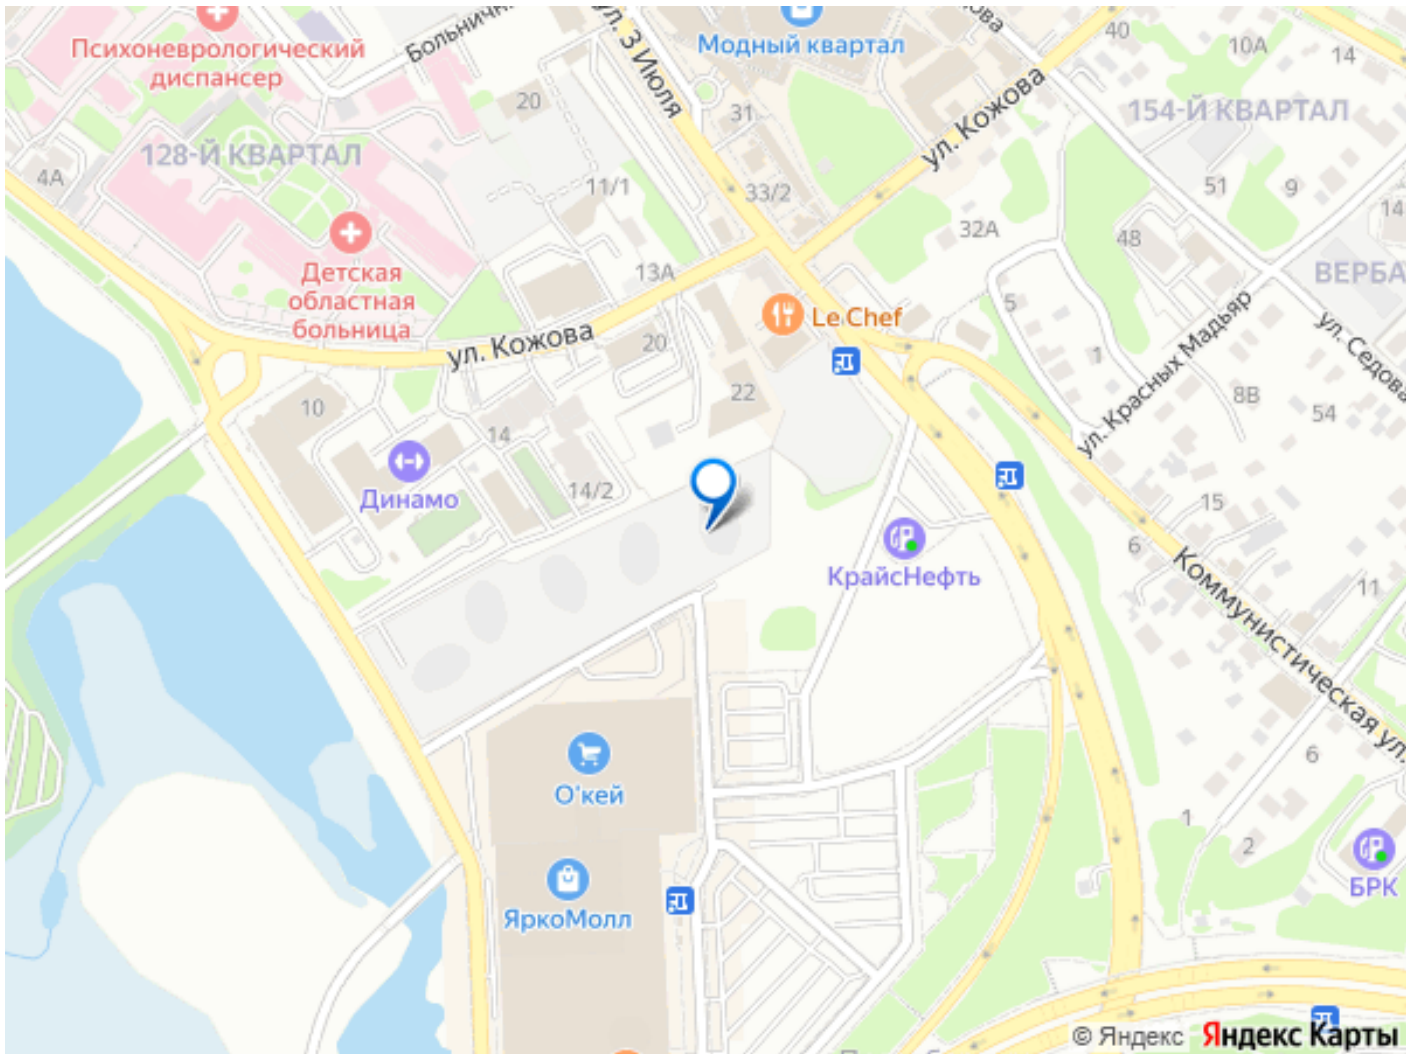 Больничн
ул. 3 Июля
Модный квартал
40
10А
14
Психоневрологический
диспансер
20
31
ул. Кожова
154-Й КВАРТАЛ
128-Й КВАРТАЛ
4А
11/1
33/2
51
9
14
32А
48
13А
Детская
областная
больница
ВЕРБА
ул. Кожова
20
Le Chef
5
1
ул. Красных Мадьяр
ул. Седова
10
22
8В
54
14
Динамо
14/2
15
6
КрайсНефть
11
Коммунистическая ул.
О'кей
6
1
2
ЯркоМолл
БРК
© Яндекс Яндекс Карты